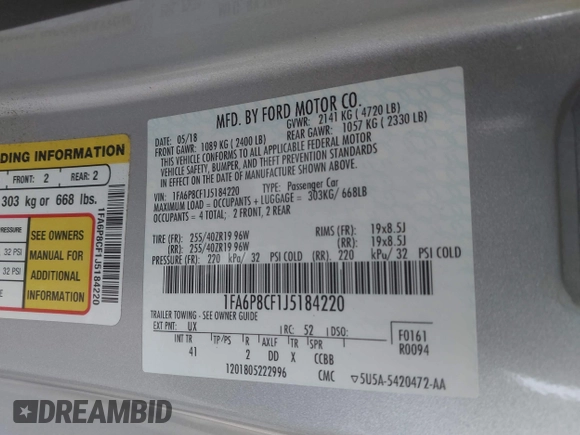 MFD. BY FORD MOTOR CO.
DATE: 05/18
GVWR: 2141 KG ( 4720 LB)
FRONT GAWR: 1089 KG ( 2400 LB)
REAR GAWR: 1057 KG ( 2330 LB)
THIS VEHICLE CONFORMS TO ALL APPLICABLE FEDERAL MOTOR
VEHICLE SAFETY, BUMPER, AND THEFT PREVENTION STANDARDS
IN EFFECT ON THE DATE OF MANUFACTURE SHOWN ABOVE.
VIN: 1FA6P8CF1J5184220
TYPE: Passenger Car
MAXIMUM LOAD = OCCUPANTS + LUGGAGE = 303KG/ 668LB
OCCUPANTS = 4 TOTAL; 2 FRONT, 2 REAR
TIRE (FR): 255/40ZR19 96W
RIMS (FR): 19x8.5J
TIRE (RR): 255/40ZR19 96W
RIMS (RR): 19x8.5J
PRESSURE (FR): 220 kPa/ 32 PSI COLD
(RR): 220 kPa/ 32 PSI COLD
1FA6P8CF1J5184220
TRAILER TOWING - SEE OWNER GUIDE
EXT PNT: UX RC: 52 DSO:
F0161
R0094
INT TR TP/PS R AXLE TR SPR
41 2 DD X CCBB
1201805222996
CMC
▽5U5A-5420472-AA
DING INFORMATION
FRONT: 2 REAR: 2
303 kg or 668 lbs.
32 PSI
32 PSI
SEE OWNERS
MANUAL FOR
ADDITIONAL
INFORMATION
1FA6P8CF1J5184220
DREAMBID